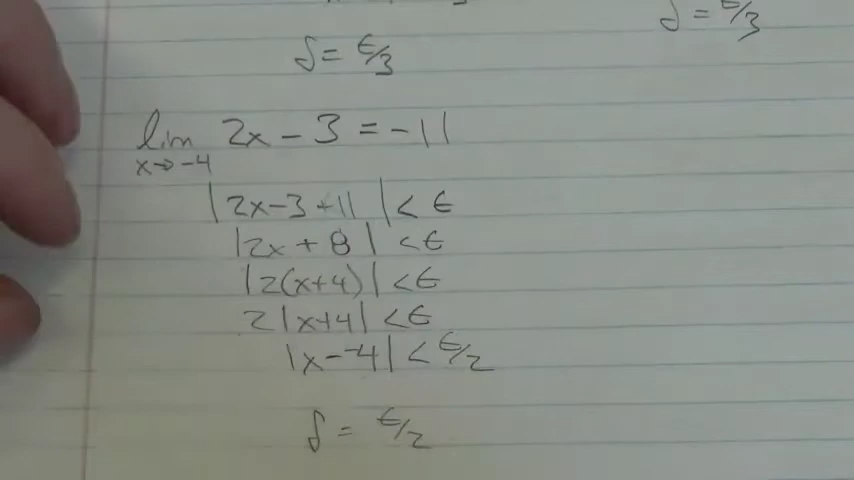 δ = ε/3
δ = ε/3
lim 2x - 3 = -11
x→-4
|2x-3+11| < ε
|2x + 8| < ε
|2(x+4)| < ε
2|x+4| < ε
|x--4| < ε/2
δ = ε/2